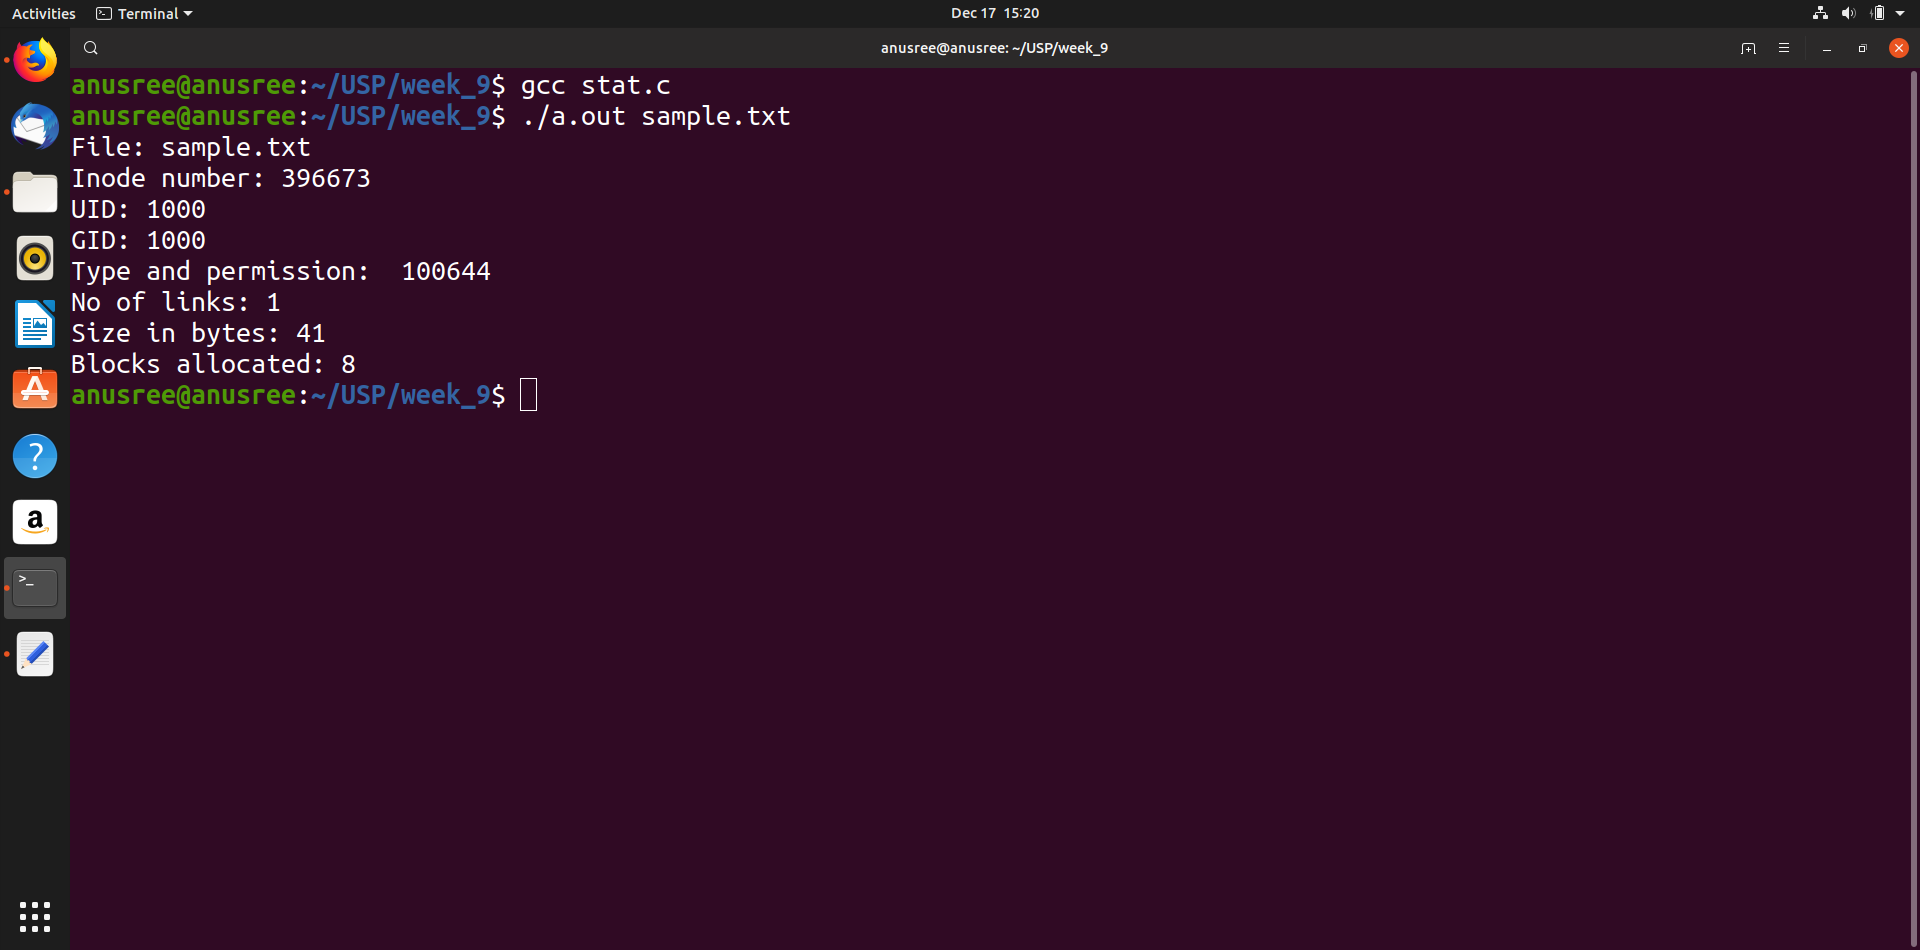 Activities Terminal Dec 17 15:20
anusree@anusree: ~/USP/week_9
anusree@anusree:~/USP/week_9$ gcc stat.c
anusree@anusree:~/USP/week_9$ ./a.out sample.txt
File: sample.txt
Inode number: 396673
UID: 1000
GID: 1000
Type and permission:  100644
No of links: 1
Size in bytes: 41
Blocks allocated: 8
anusree@anusree:~/USP/week_9$
?
a
>_